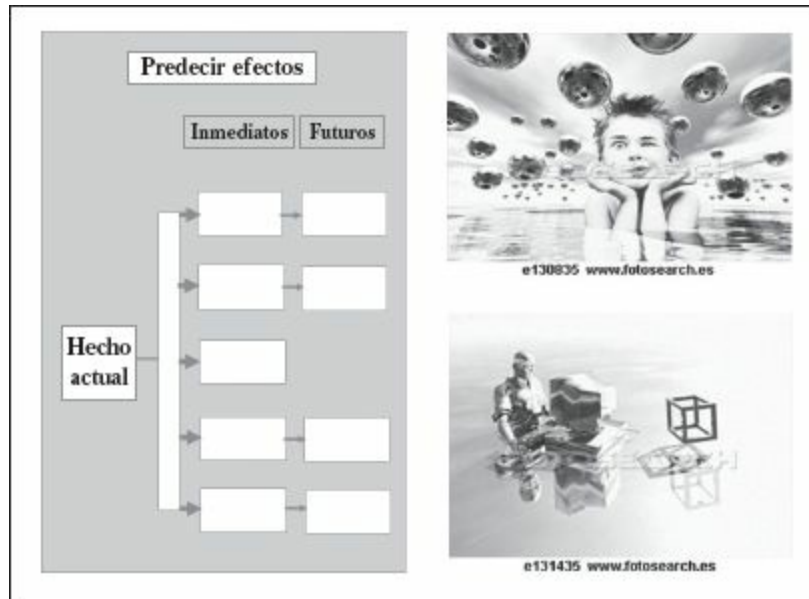 Predecir efectos
Inmediatos Futuros
Hecho
actual
e130835 www.fotosearch.es
e131435 www.fotosearch.es